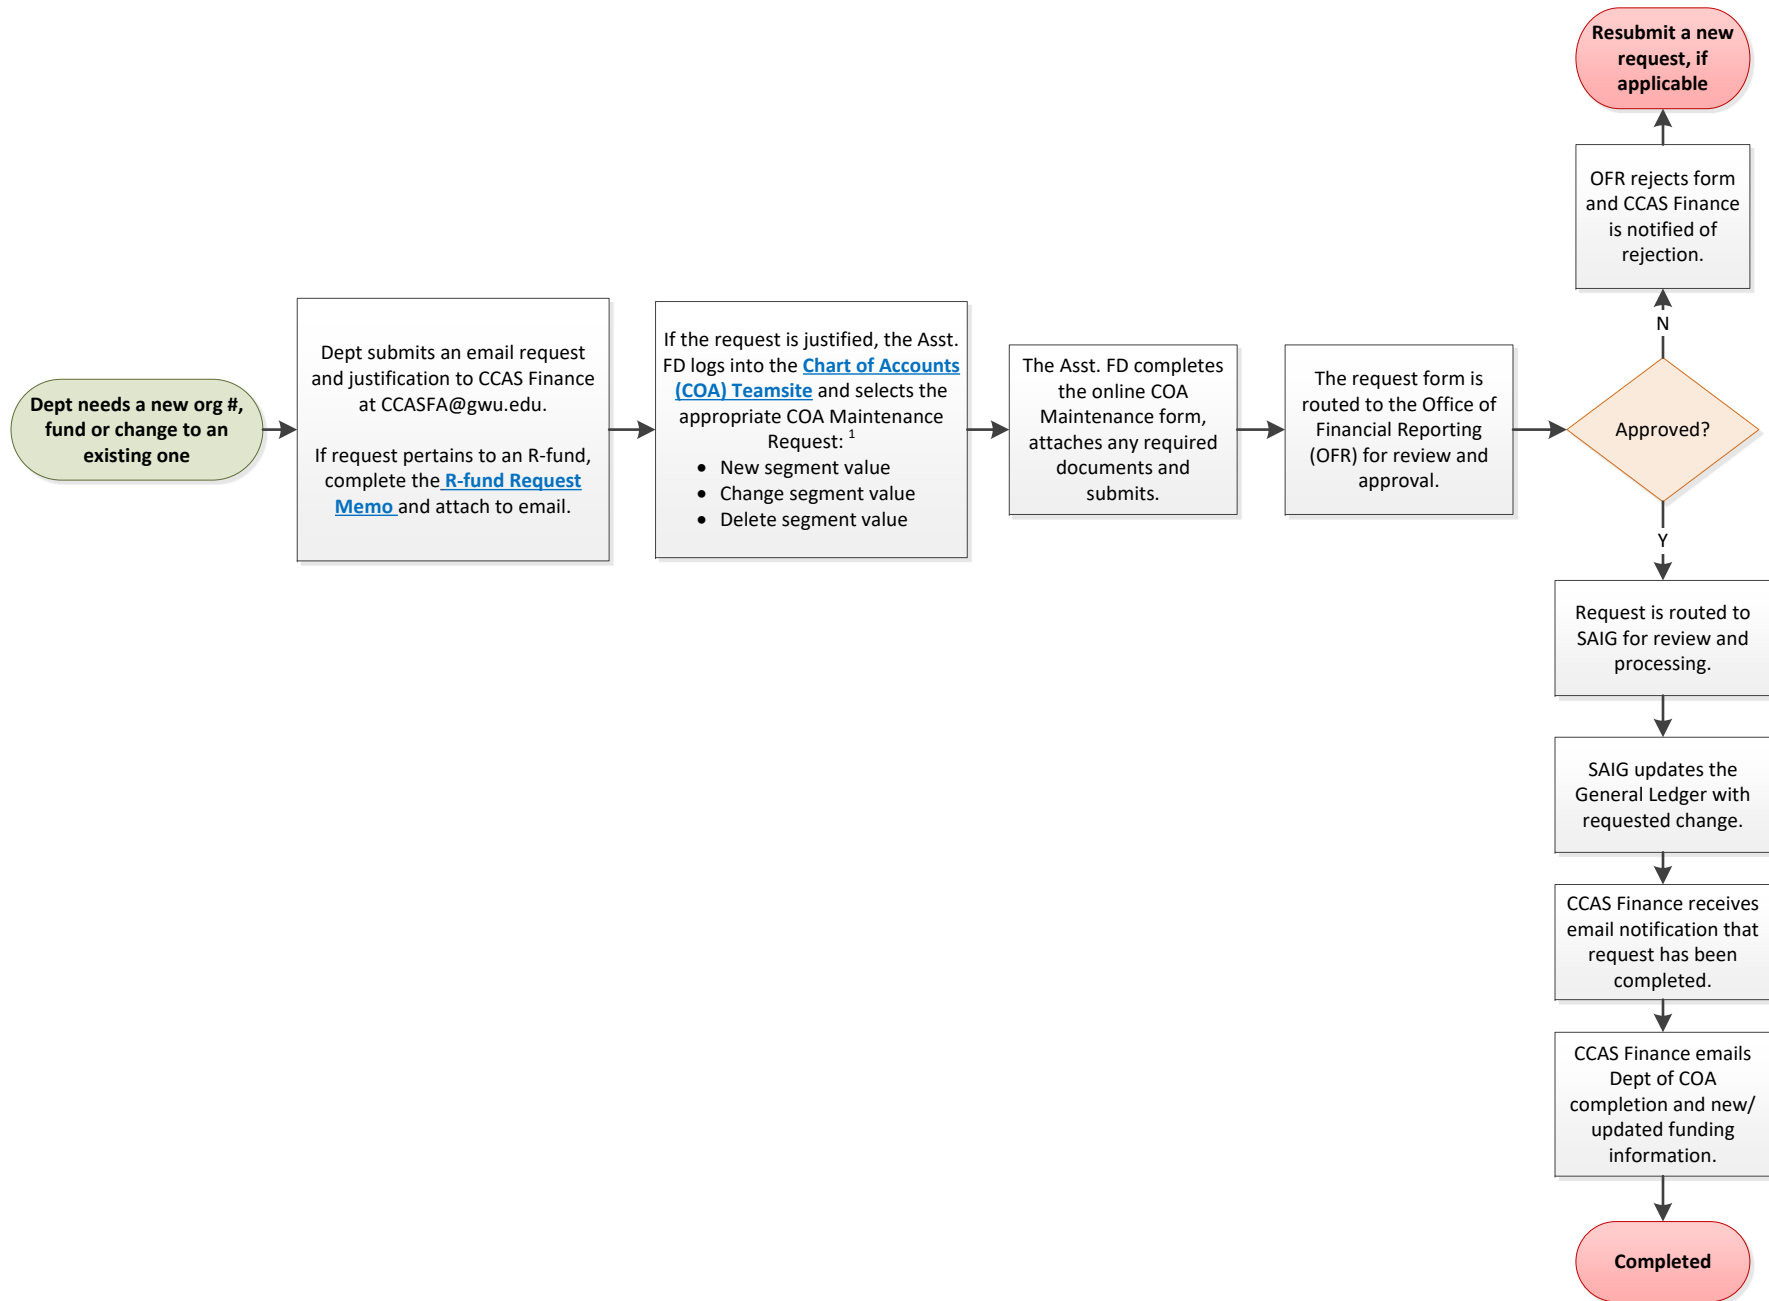 Resubmit a new
request, if
applicable
OFR rejects form
and CCAS Finance
is notified of
rejection.
N
Dept needs a new org #,
fund or change to an
existing one
Dept submits an email request
and justification to CCAS Finance
at CCASFA@gwu.edu.
If request pertains to an R-fund,
complete the R-fund Request
Memo and attach to email.
If the request is justified, the Asst.
FD logs into the Chart of Accounts
(COA) Teamsite and selects the
appropriate COA Maintenance
Request: 1
• New segment value
• Change segment value
• Delete segment value
The Asst. FD completes
the online COA
Maintenance form,
attaches any required
documents and
submits.
The request form is
routed to the Office of
Financial Reporting
(OFR) for review and
approval.
Approved?
Y
Request is routed to
SAIG for review and
processing.
SAIG updates the
General Ledger with
requested change.
CCAS Finance receives
email notification that
request has been
completed.
CCAS Finance emails
Dept of COA
completion and new/
updated funding
information.
Completed